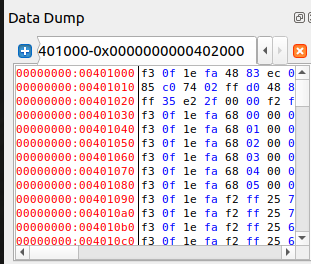 Data Dump
401000-0x0000000000402000
00000000:00401000 f3 0f 1e fa 48 83 ec 0
00000000:00401010 85 c0 74 02 ff d0 48 8
00000000:00401020 ff 35 e2 2f 00 00 f2 f
00000000:00401030 f3 0f 1e fa 68 00 00 0
00000000:00401040 f3 0f 1e fa 68 01 00 0
00000000:00401050 f3 0f 1e fa 68 02 00 0
00000000:00401060 f3 0f 1e fa 68 03 00 0
00000000:00401070 f3 0f 1e fa 68 04 00 0
00000000:00401080 f3 0f 1e fa 68 05 00 0
00000000:00401090 f3 0f 1e fa f2 ff 25 7
00000000:004010a0 f3 0f 1e fa f2 ff 25 7
00000000:004010b0 f3 0f 1e fa f2 ff 25 6
00000000:004010c0 f3 0f 1e fa f2 ff 25 6